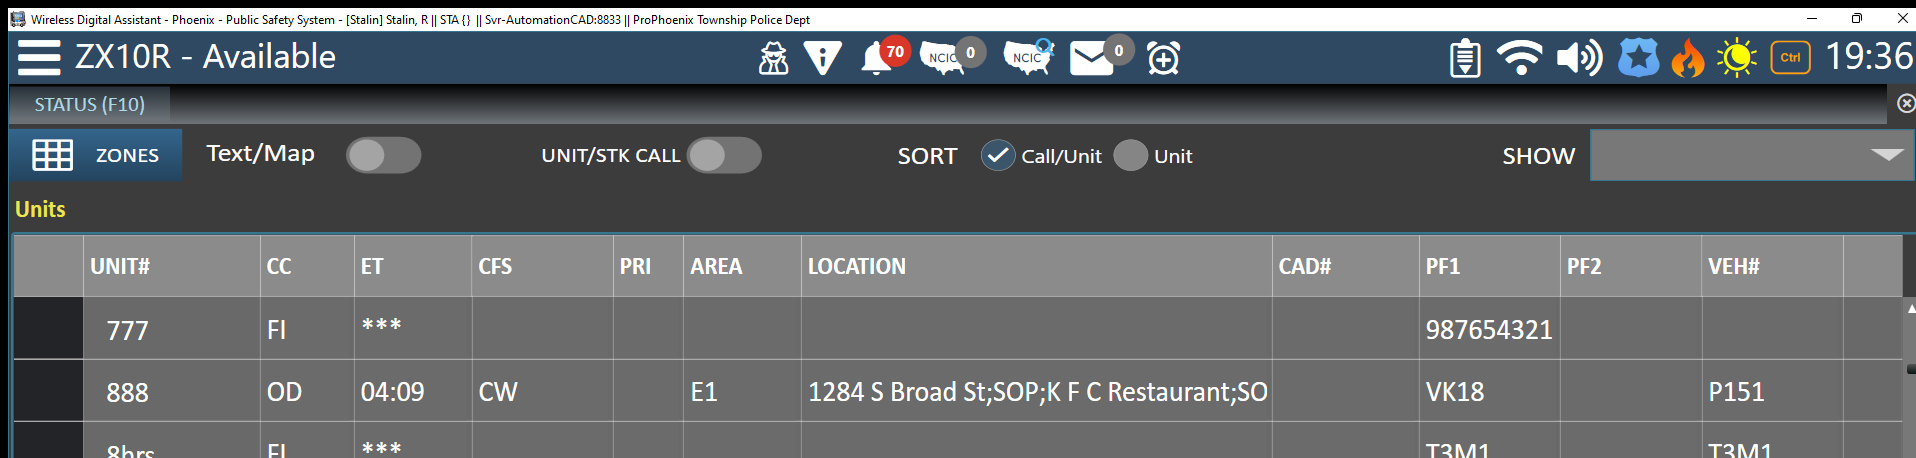 Wireless Digital Assistant - Phoenix - Public Safety System - [Stalin] Stalin, R || STA {} || Svr-AutomationCAD:8833 || ProPhoenix Township Police Dept
ZX10R - Available 70 NCIC 0 NCIC 0 Ctrl 19:36
STATUS (F10)
ZONES Text/Map UNIT/STK CALL SORT Call/Unit Unit SHOW
Units
UNIT# CC ET CFS PRI AREA LOCATION CAD# PF1 PF2 VEH#
777 FI *** 987654321
888 OD 04:09 CW E1 1284 S Broad St;SOP;K F C Restaurant;SO VK18 P151
8hrs FI *** T3M1 T3M1